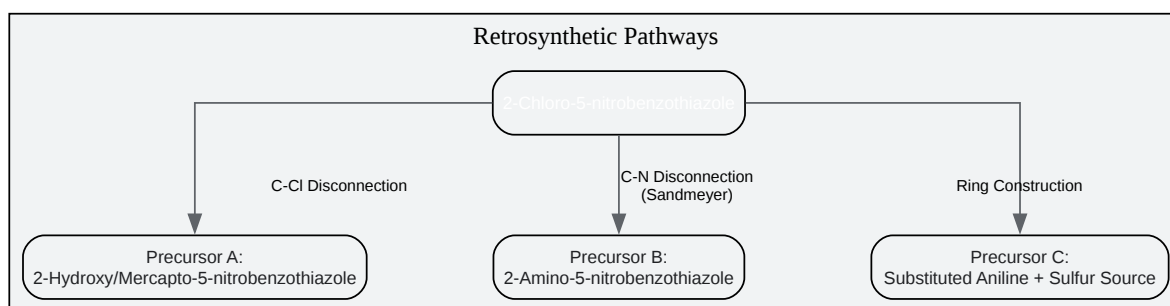 Retrosynthetic Pathways
2-Chloro-5-nitrobenzothiazole
C-Cl Disconnection
C-N Disconnection
(Sandmeyer)
Ring Construction
Precursor A:
2-Hydroxy/Mercapto-5-nitrobenzothiazole
Precursor B:
2-Amino-5-nitrobenzothiazole
Precursor C:
Substituted Aniline + Sulfur Source